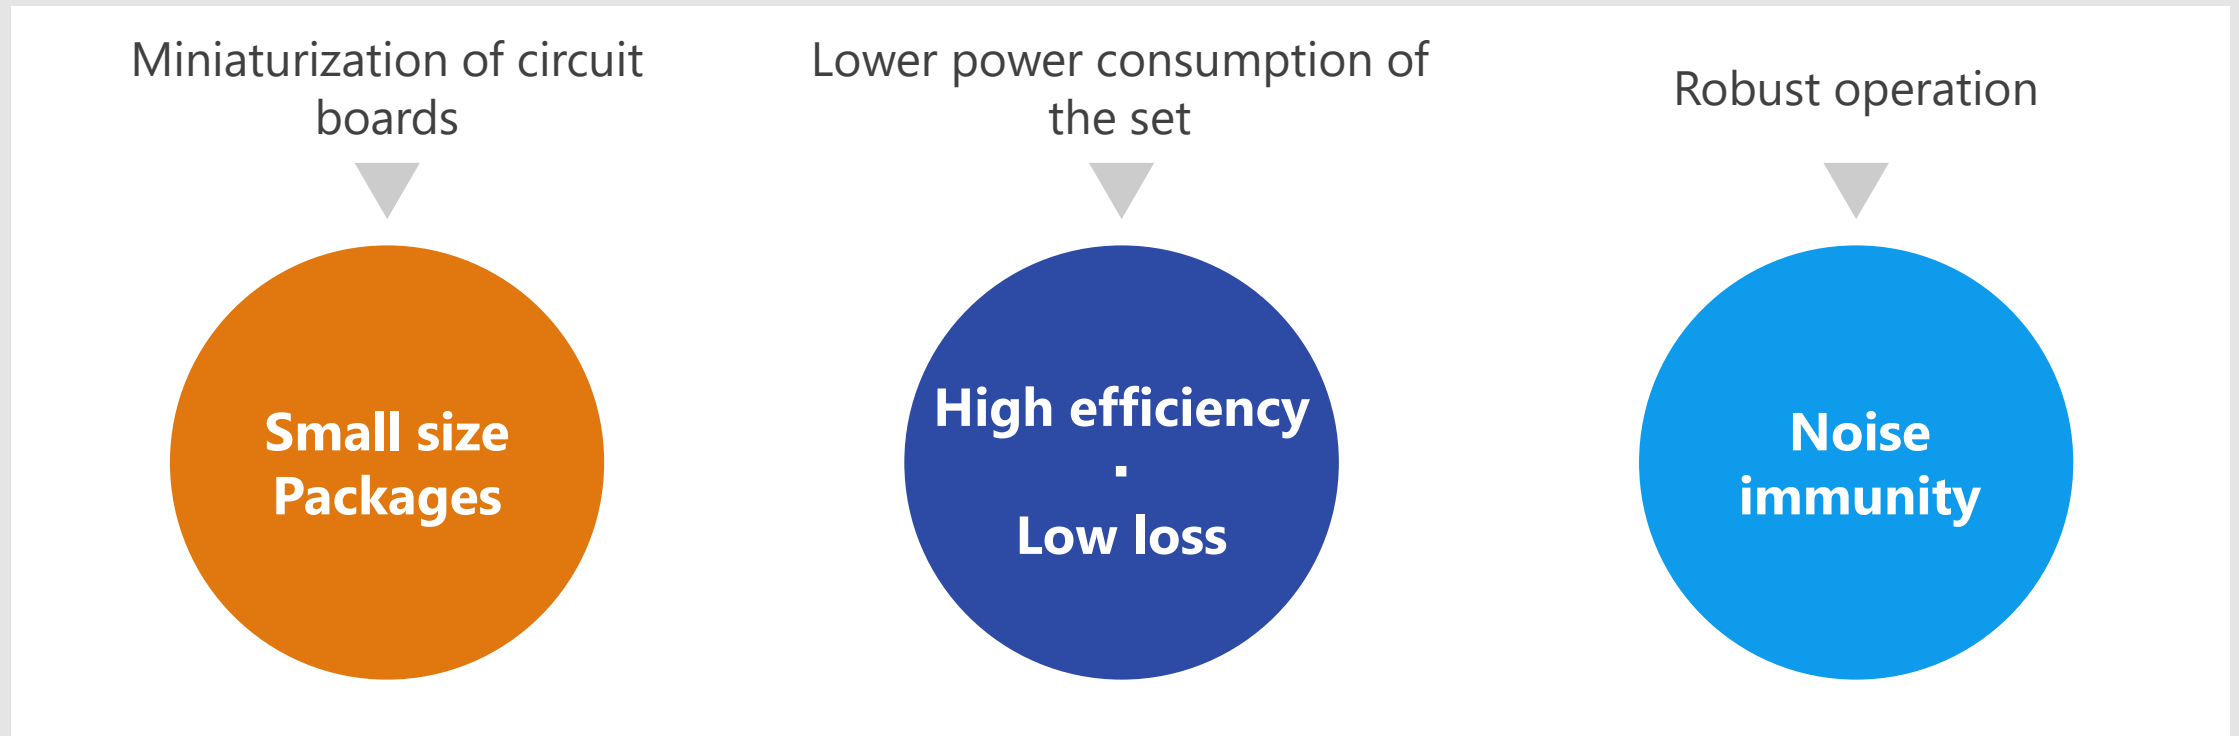 Miniaturization of circuit
boards
Lower power consumption of
the set
Robust operation
Small size
Packages
High efficiency
·
Low loss
Noise
immunity